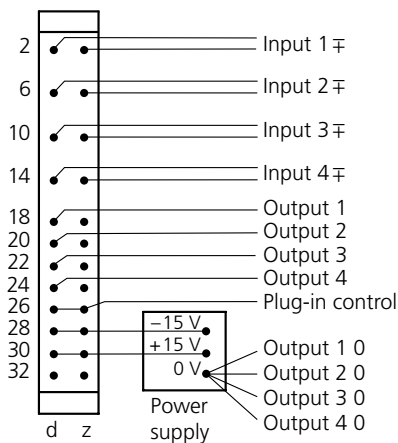 2
Input 1∓
6
Input 2∓
10
Input 3∓
14
Input 4∓
18
Output 1
20
Output 2
22
Output 3
24
Output 4
26
Plug-in control
28
−15 V
30
+15 V
32
0 V
Output 1 0
Output 2 0
Output 3 0
Output 4 0
Power
supply
d z